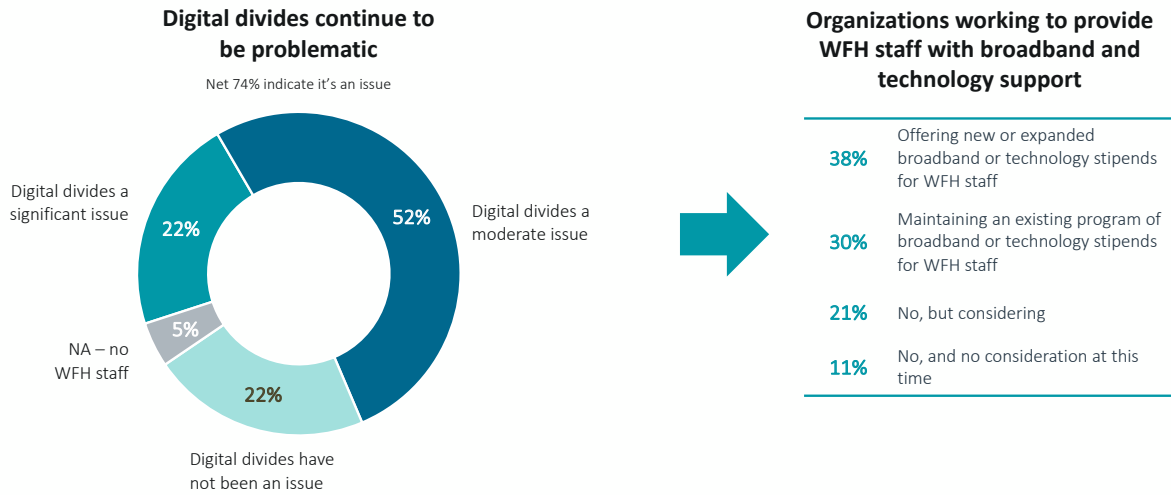 Digital divides continue to
be problematic
Net 74% indicate it's an issue
Digital divides a
significant issue
22%
52%
Digital divides a
moderate issue
5%
NA – no
WFH staff
22%
Digital divides have
not been an issue
Organizations working to provide
WFH staff with broadband and
technology support
38%
Offering new or expanded
broadband or technology stipends
for WFH staff
30%
Maintaining an existing program of
broadband or technology stipends
for WFH staff
21%
No, but considering
11%
No, and no consideration at this
time